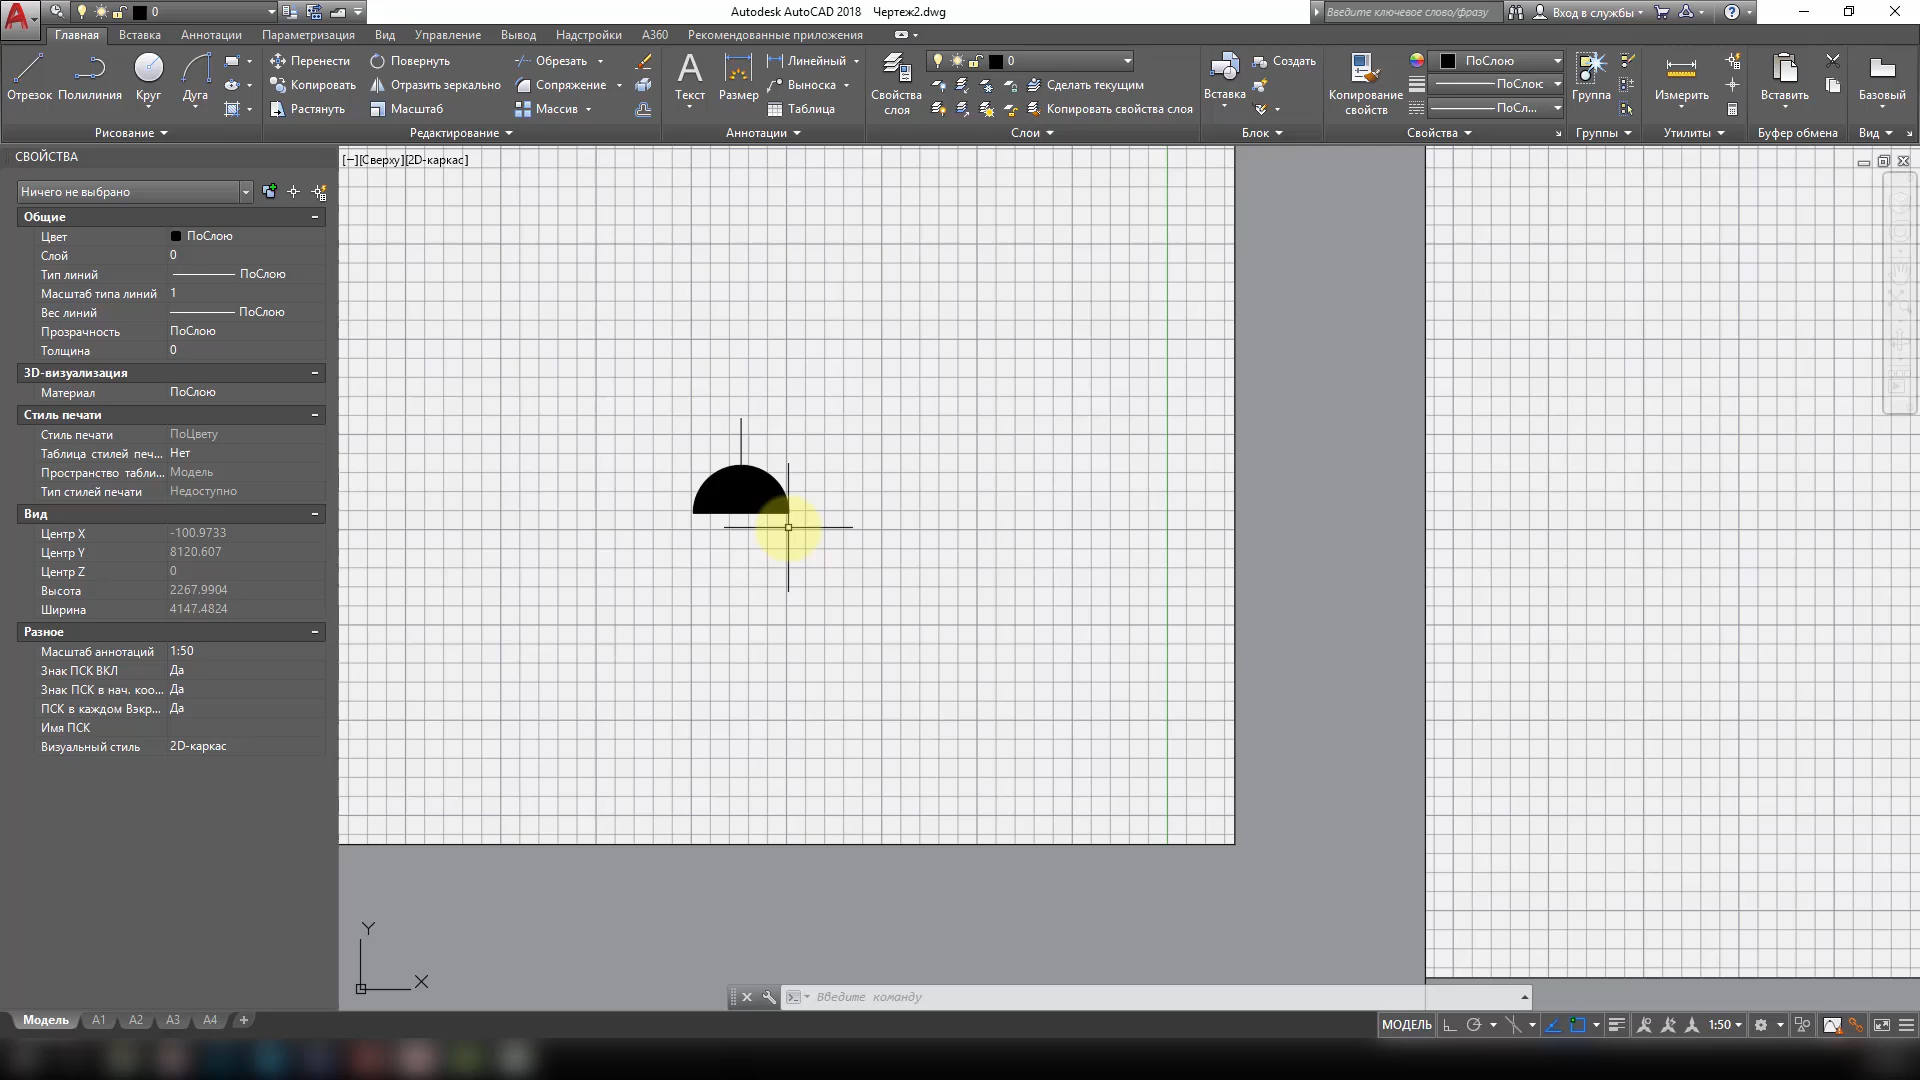 0
Autodesk AutoCAD 2018 Чертеж2.dwg
Введите ключевое слово/фразу
Вход в службы
Главная
Вставка
Аннотации
Параметризация
Вид
Управление
Вывод
Надстройки
A360
Рекомендованные приложения
Отрезок
Полилиния
Круг
Дуга
Рисование
Перенести
Копировать
Растянуть
Повернуть
Отразить зеркально
Масштаб
Обрезать
Сопряжение
Массив
Редактирование
Текст
Размер
Линейный
Выноска
Таблица
Аннотации
Свойства слоя
0
Сделать текущим
Копировать свойства слоя
Слои
Вставка
Создать
Блок
Копирование свойств
ПоСлою
ПоСлою
ПоСл...
Свойства
Группа
Группы
Измерить
Утилиты
Вставить
Буфер обмена
Базовый
Вид
СВОЙСТВА
Ничего не выбрано
Общие
Цвет ПоСлою
Слой 0
Тип линий ПоСлою
Масштаб типа линий 1
Вес линий ПоСлою
Прозрачность ПоСлою
Толщина 0
3D-визуализация
Материал ПоСлою
Стиль печати
Стиль печати ПоЦвету
Таблица стилей печ... Нет
Пространство табли... Модель
Тип стилей печати Недоступно
Вид
Центр X -100.9733
Центр Y 8120.607
Центр Z 0
Высота 2267.9904
Ширина 4147.4824
Разное
Масштаб аннотаций 1:50
Знак ПСК ВКЛ Да
Знак ПСК в нач. коо... Да
ПСК в каждом Вэкр... Да
Имя ПСК
Визуальный стиль 2D-каркас
[−][Сверху][2D-каркас]
Y
X
Введите команду
Модель
A1
A2
A3
A4
МОДЕЛЬ
1:50